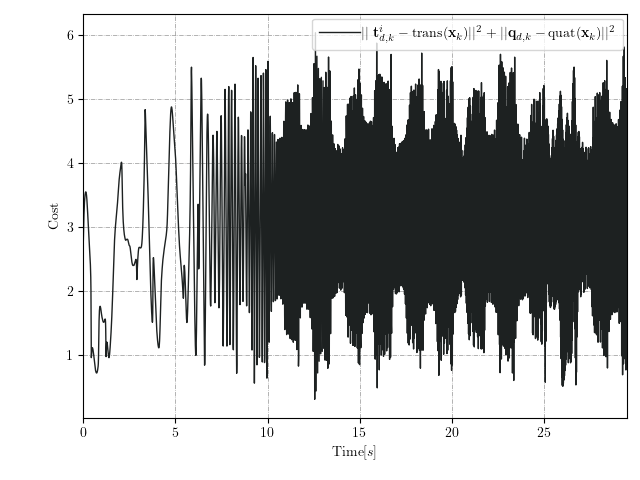 || t^i_{d,k} − trans(x_k)||² + ||q_{d,k} − quat(x_k)||²
6
5
4
3
2
1
Cost
0 5 10 15 20 25
Time[s]